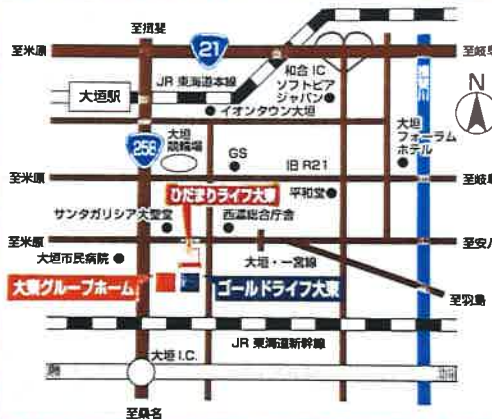 至揖斐
至米原
21
至岐阜
N
JR 東海道本線
和合 IC
ソフトピア
ジャパン
大垣駅
イオンタウン大垣
258
大垣
競輪場
大垣
フォーラム
ホテル
GS
旧 R21
至米原
至岐阜
ひだまりライフ大東
平和堂
サンタガリシア大聖堂
西濃総合庁舎
至米原
至安八
大垣市民病院
大垣・一宮線
大東グループホーム
ゴールドライフ大東
至羽島
JR 東海道新幹線
大垣 I.C.
至桑名